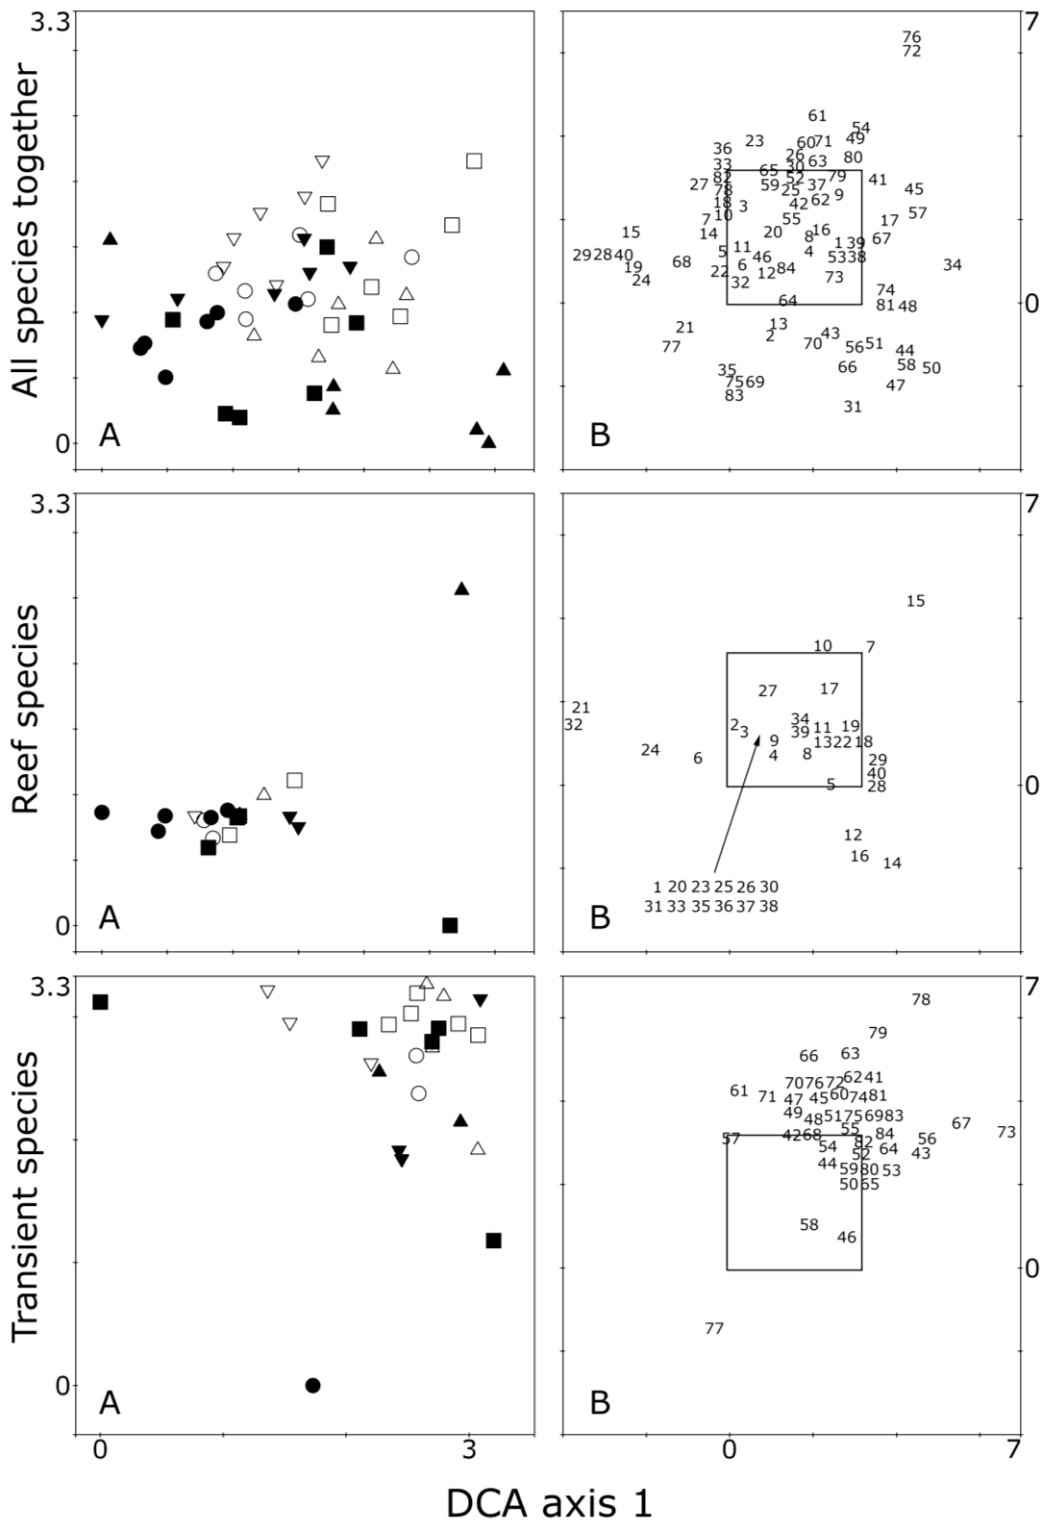 All species together
3.3
0
A
7
76
72
61
54
23 60 71 49
36 26 63 80
33 65 30
82 52 79 41
27 78 59 25 37 45
18 3 42 62 9
10 57
7 55 17
15 14 20 8 16 67
11 1 39
29 28 40 5 4
68 46 53 38
19 22 6 12 84 34
24 32 73
74
64 81 48
0
21 13
77 2 70 43 56 51 44
35 66 58 50
75 69 47
83 31
B
Reef species
3.3
0
A
7
15
10 7
27 17
21
32 2 3 34 39 11 19
24 9 13 22 18
6 4 8 29
40
5 28
0
12
16 14
1 20 23 25 26 30
31 33 35 36 37 38
B
Transient species
3.3
0
A
0
3
7
78
79
66 63
70 76 72 62 41
61 71 47 45 60 74 81
49 48 51 75 69 83
67
57 42 68 55 84 56 73
54 82 64 43
44 52
59 80 53
50 65
58 46
0
77
B
0
7
DCA axis 1